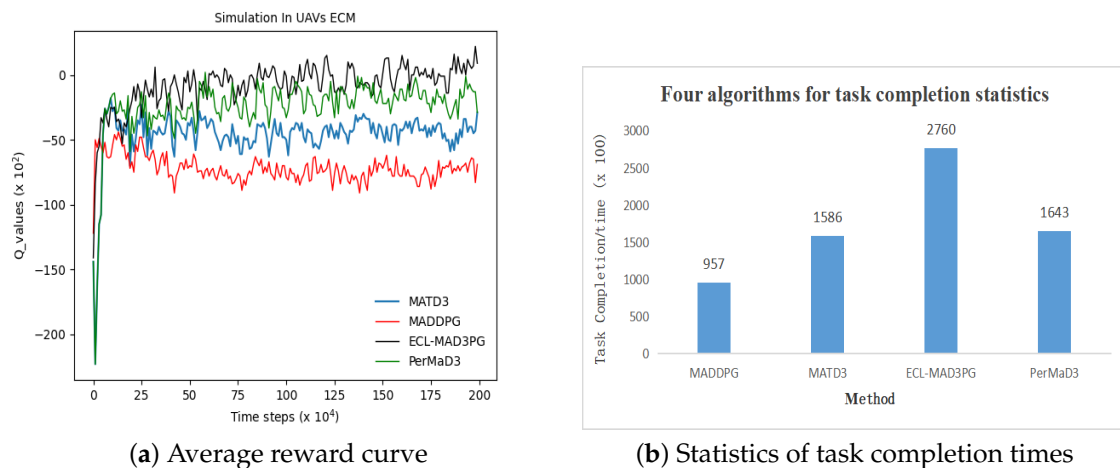 Simulation In UAVs ECM
Q_values (x 10²)
0
−50
−100
−150
−200
MATD3
MADDPG
ECL-MAD3PG
PerMaD3
0 25 50 75 100 125 150 175 200
Time steps (x 10⁴)
(a) Average reward curve
Four algorithms for task completion statistics
Task Completion/time (x 100)
3000
2500
2000
1500
1000
500
0
957
1586
2760
1643
MADDPG MATD3 ECL-MAD3PG PerMaD3
Method
(b) Statistics of task completion times